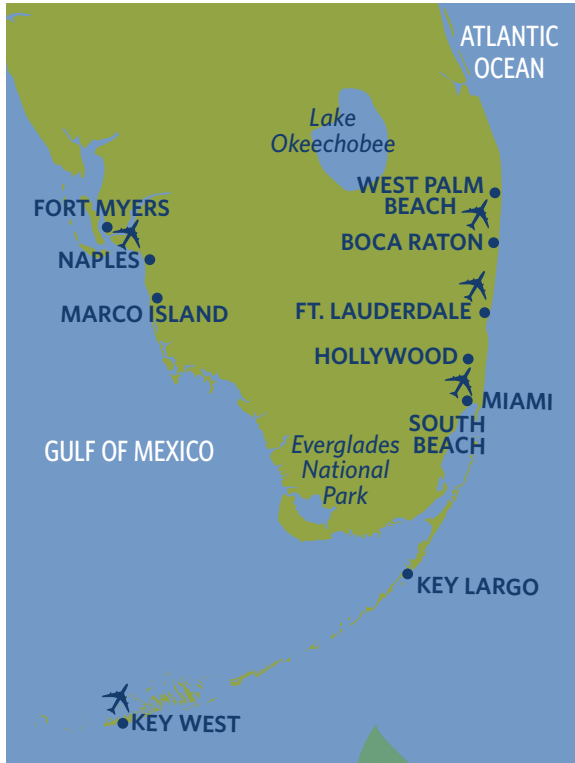 ATLANTIC
OCEAN
Lake
Okeechobee
WEST PALM
BEACH
FORT MYERS
BOCA RATON
NAPLES
MARCO ISLAND
FT. LAUDERDALE
HOLLYWOOD
MIAMI
SOUTH
BEACH
GULF OF MEXICO
Everglades
National
Park
KEY LARGO
KEY WEST